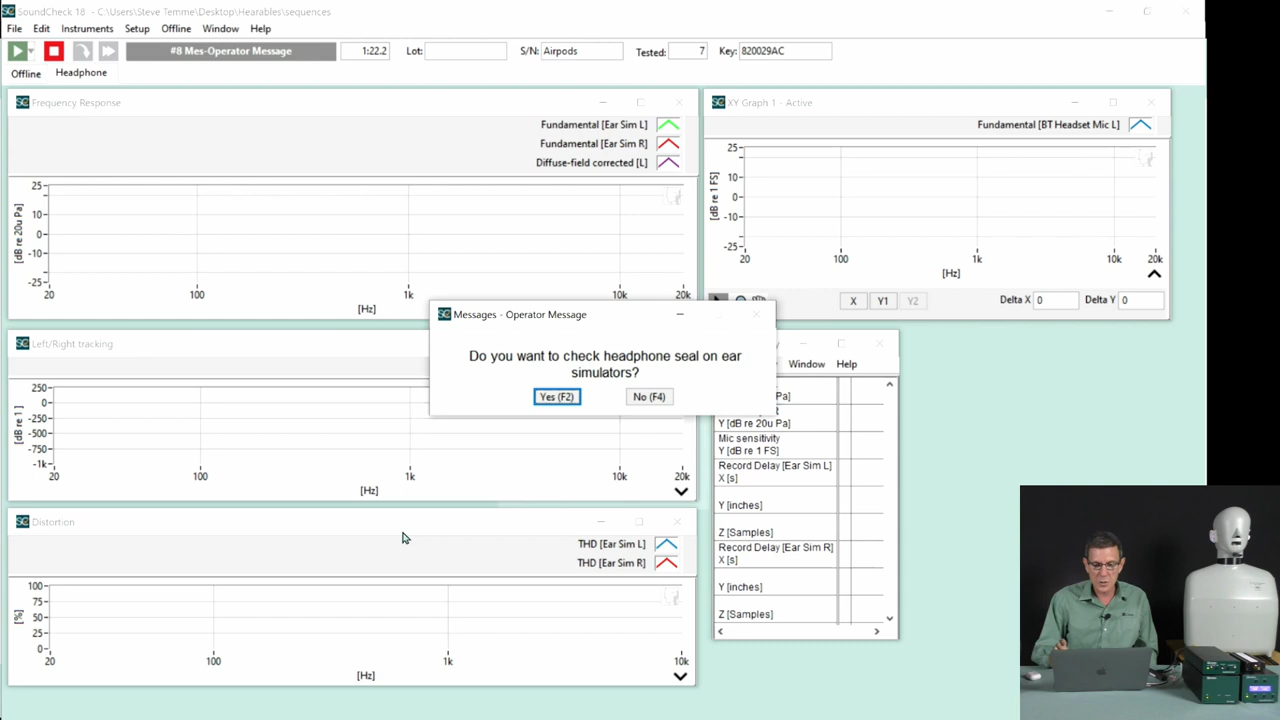 SoundCheck 18 - C:\Users\Steve Temme\Desktop\Hearables\sequences
File Edit Instruments Setup Offline Window Help
#8 Mes-Operator Message 1:22.2 Lot: S/N: Airpods Tested: 7 Key: 820029AC
Offline Headphone
Frequency Response
Fundamental [Ear Sim L]
Fundamental [Ear Sim R]
Diffuse-field corrected [L]
25-
10-
0-
-10-
-25-
[dB re 20u Pa]
20 100 1k 10k 20k
[Hz]
XY Graph 1 - Active
Fundamental [BT Headset Mic L]
25-
10-
0-
-10-
-25-
[dB re 1 FS]
20 100 1k 10k 20k
[Hz]
X Y1 Y2 Delta X 0 Delta Y 0
Messages - Operator Message
Do you want to check headphone seal on ear
simulators?
Yes (F2) No (F4)
Left/Right tracking
250-
0-
-250-
-500-
-750-
-1k-
[dB re 1 ]
20 100 1k 10k 20k
[Hz]
Window Help
Pa]
Y [dB re 20u Pa]
Mic sensitivity
Y [dB re 1 FS]
Record Delay [Ear Sim L]
X [s]
Y [inches]
Z [Samples]
Record Delay [Ear Sim R]
X [s]
Y [inches]
Z [Samples]
Distortion
THD [Ear Sim L]
THD [Ear Sim R]
100-
75-
50-
25-
0-
[%]
20 100 1k 10k
[Hz]